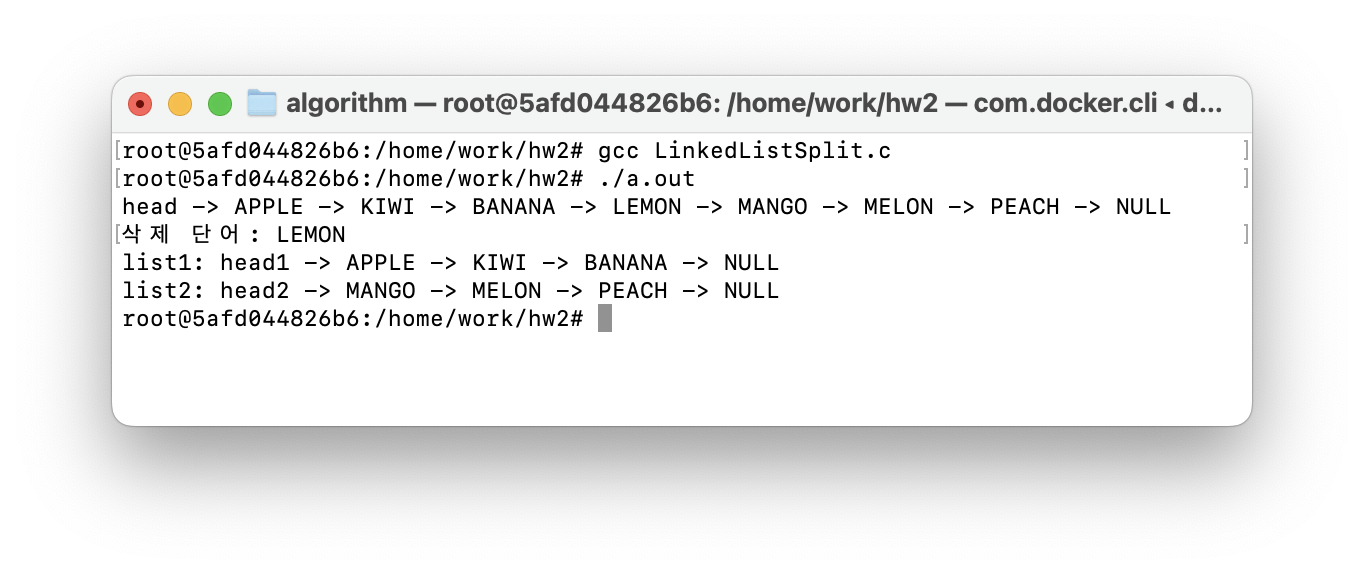 algorithm — root@5afd044826b6: /home/work/hw2 — com.docker.cli ◂ d...
[root@5afd044826b6:/home/work/hw2# gcc LinkedListSplit.c ]
[root@5afd044826b6:/home/work/hw2# ./a.out ]
head -> APPLE -> KIWI -> BANANA -> LEMON -> MANGO -> MELON -> PEACH -> NULL
[삭제 단어: LEMON ]
list1: head1 -> APPLE -> KIWI -> BANANA -> NULL
list2: head2 -> MANGO -> MELON -> PEACH -> NULL
root@5afd044826b6:/home/work/hw2#